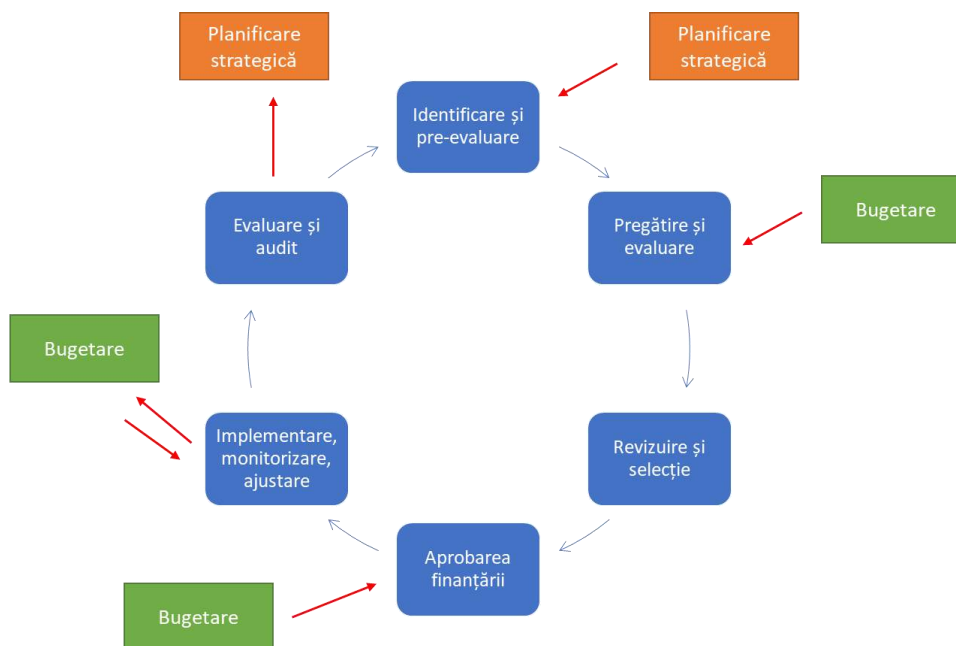 Planificare
strategică
Planificare
strategică
Identificare și
pre-evaluare
Evaluare și
audit
Pregătire și
evaluare
Bugetare
Bugetare
Implementare,
monitorizare,
ajustare
Revizuire și
selecție
Aprobarea
finanțării
Bugetare